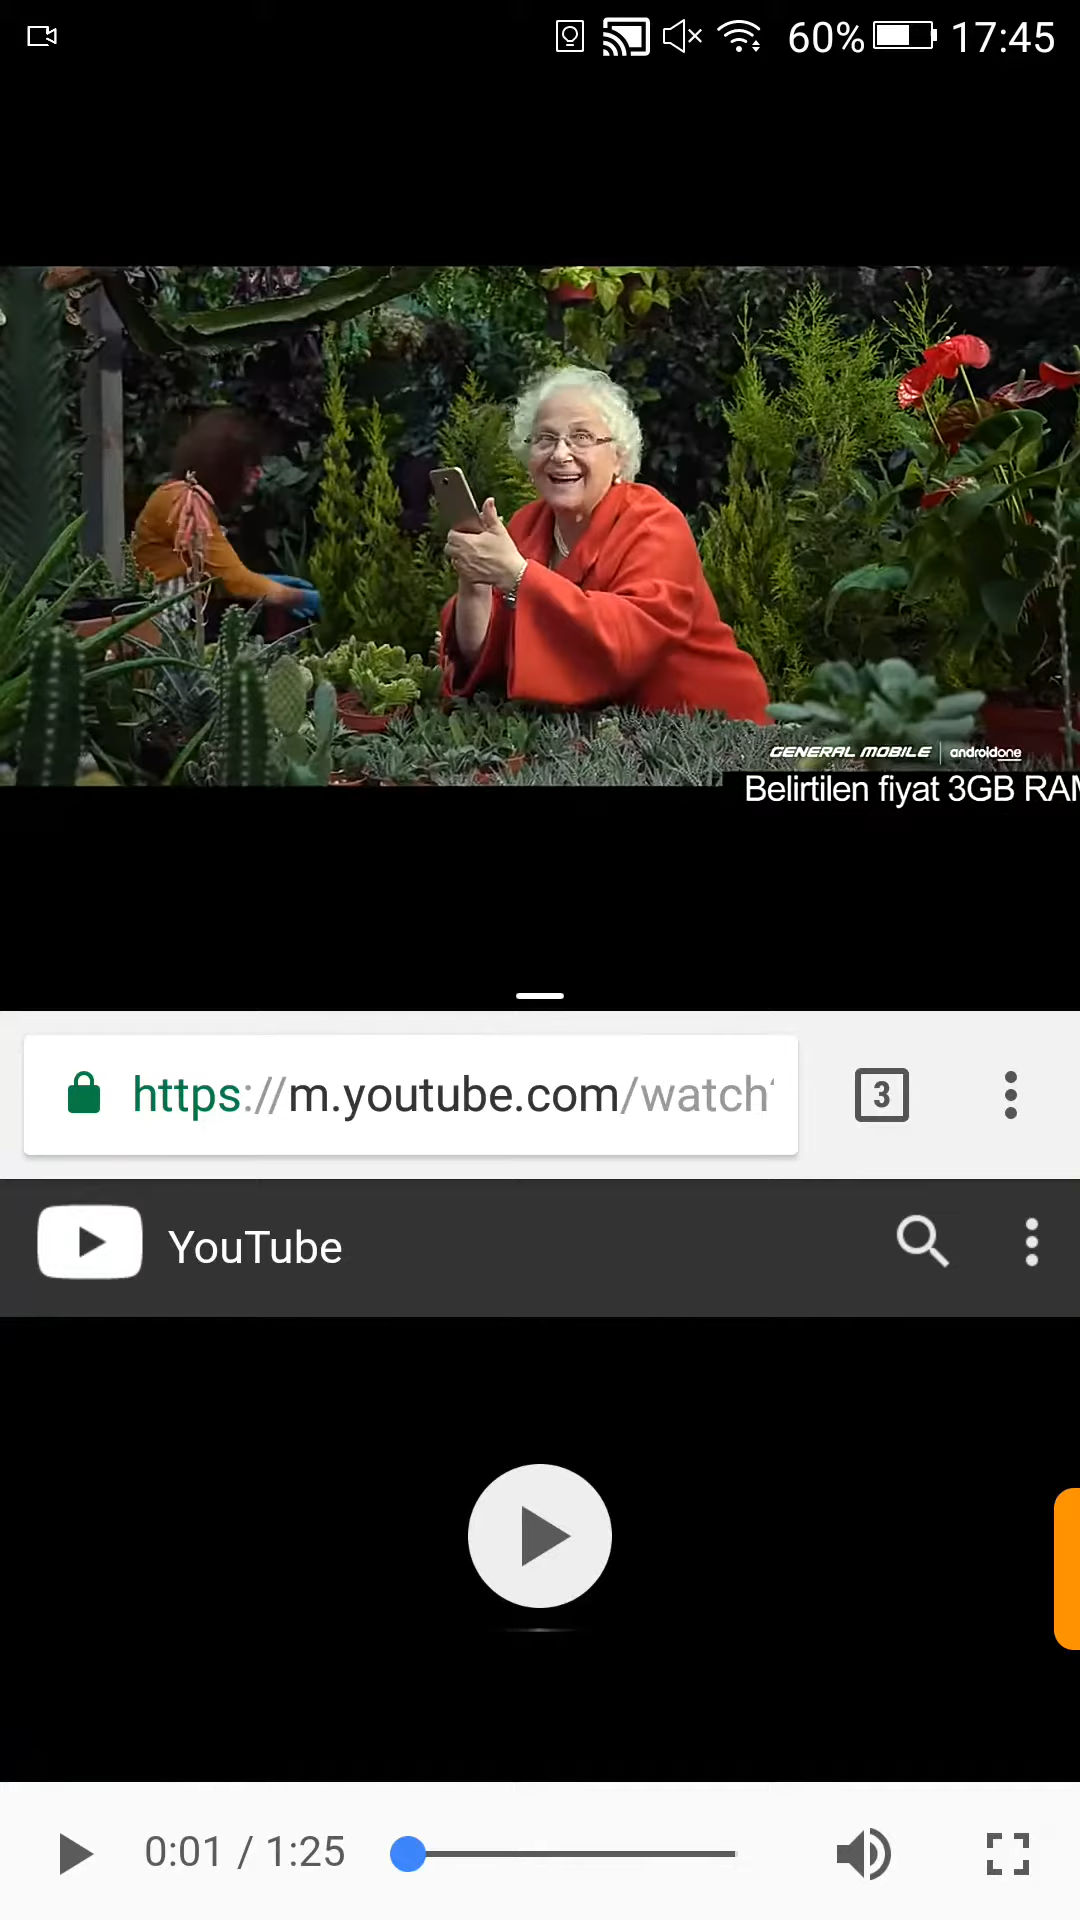 60% 17:45
GENERAL MOBILE | androidone
Belirtilen fiyat 3GB RAM
https://m.youtube.com/watch
3
YouTube
0:01 / 1:25